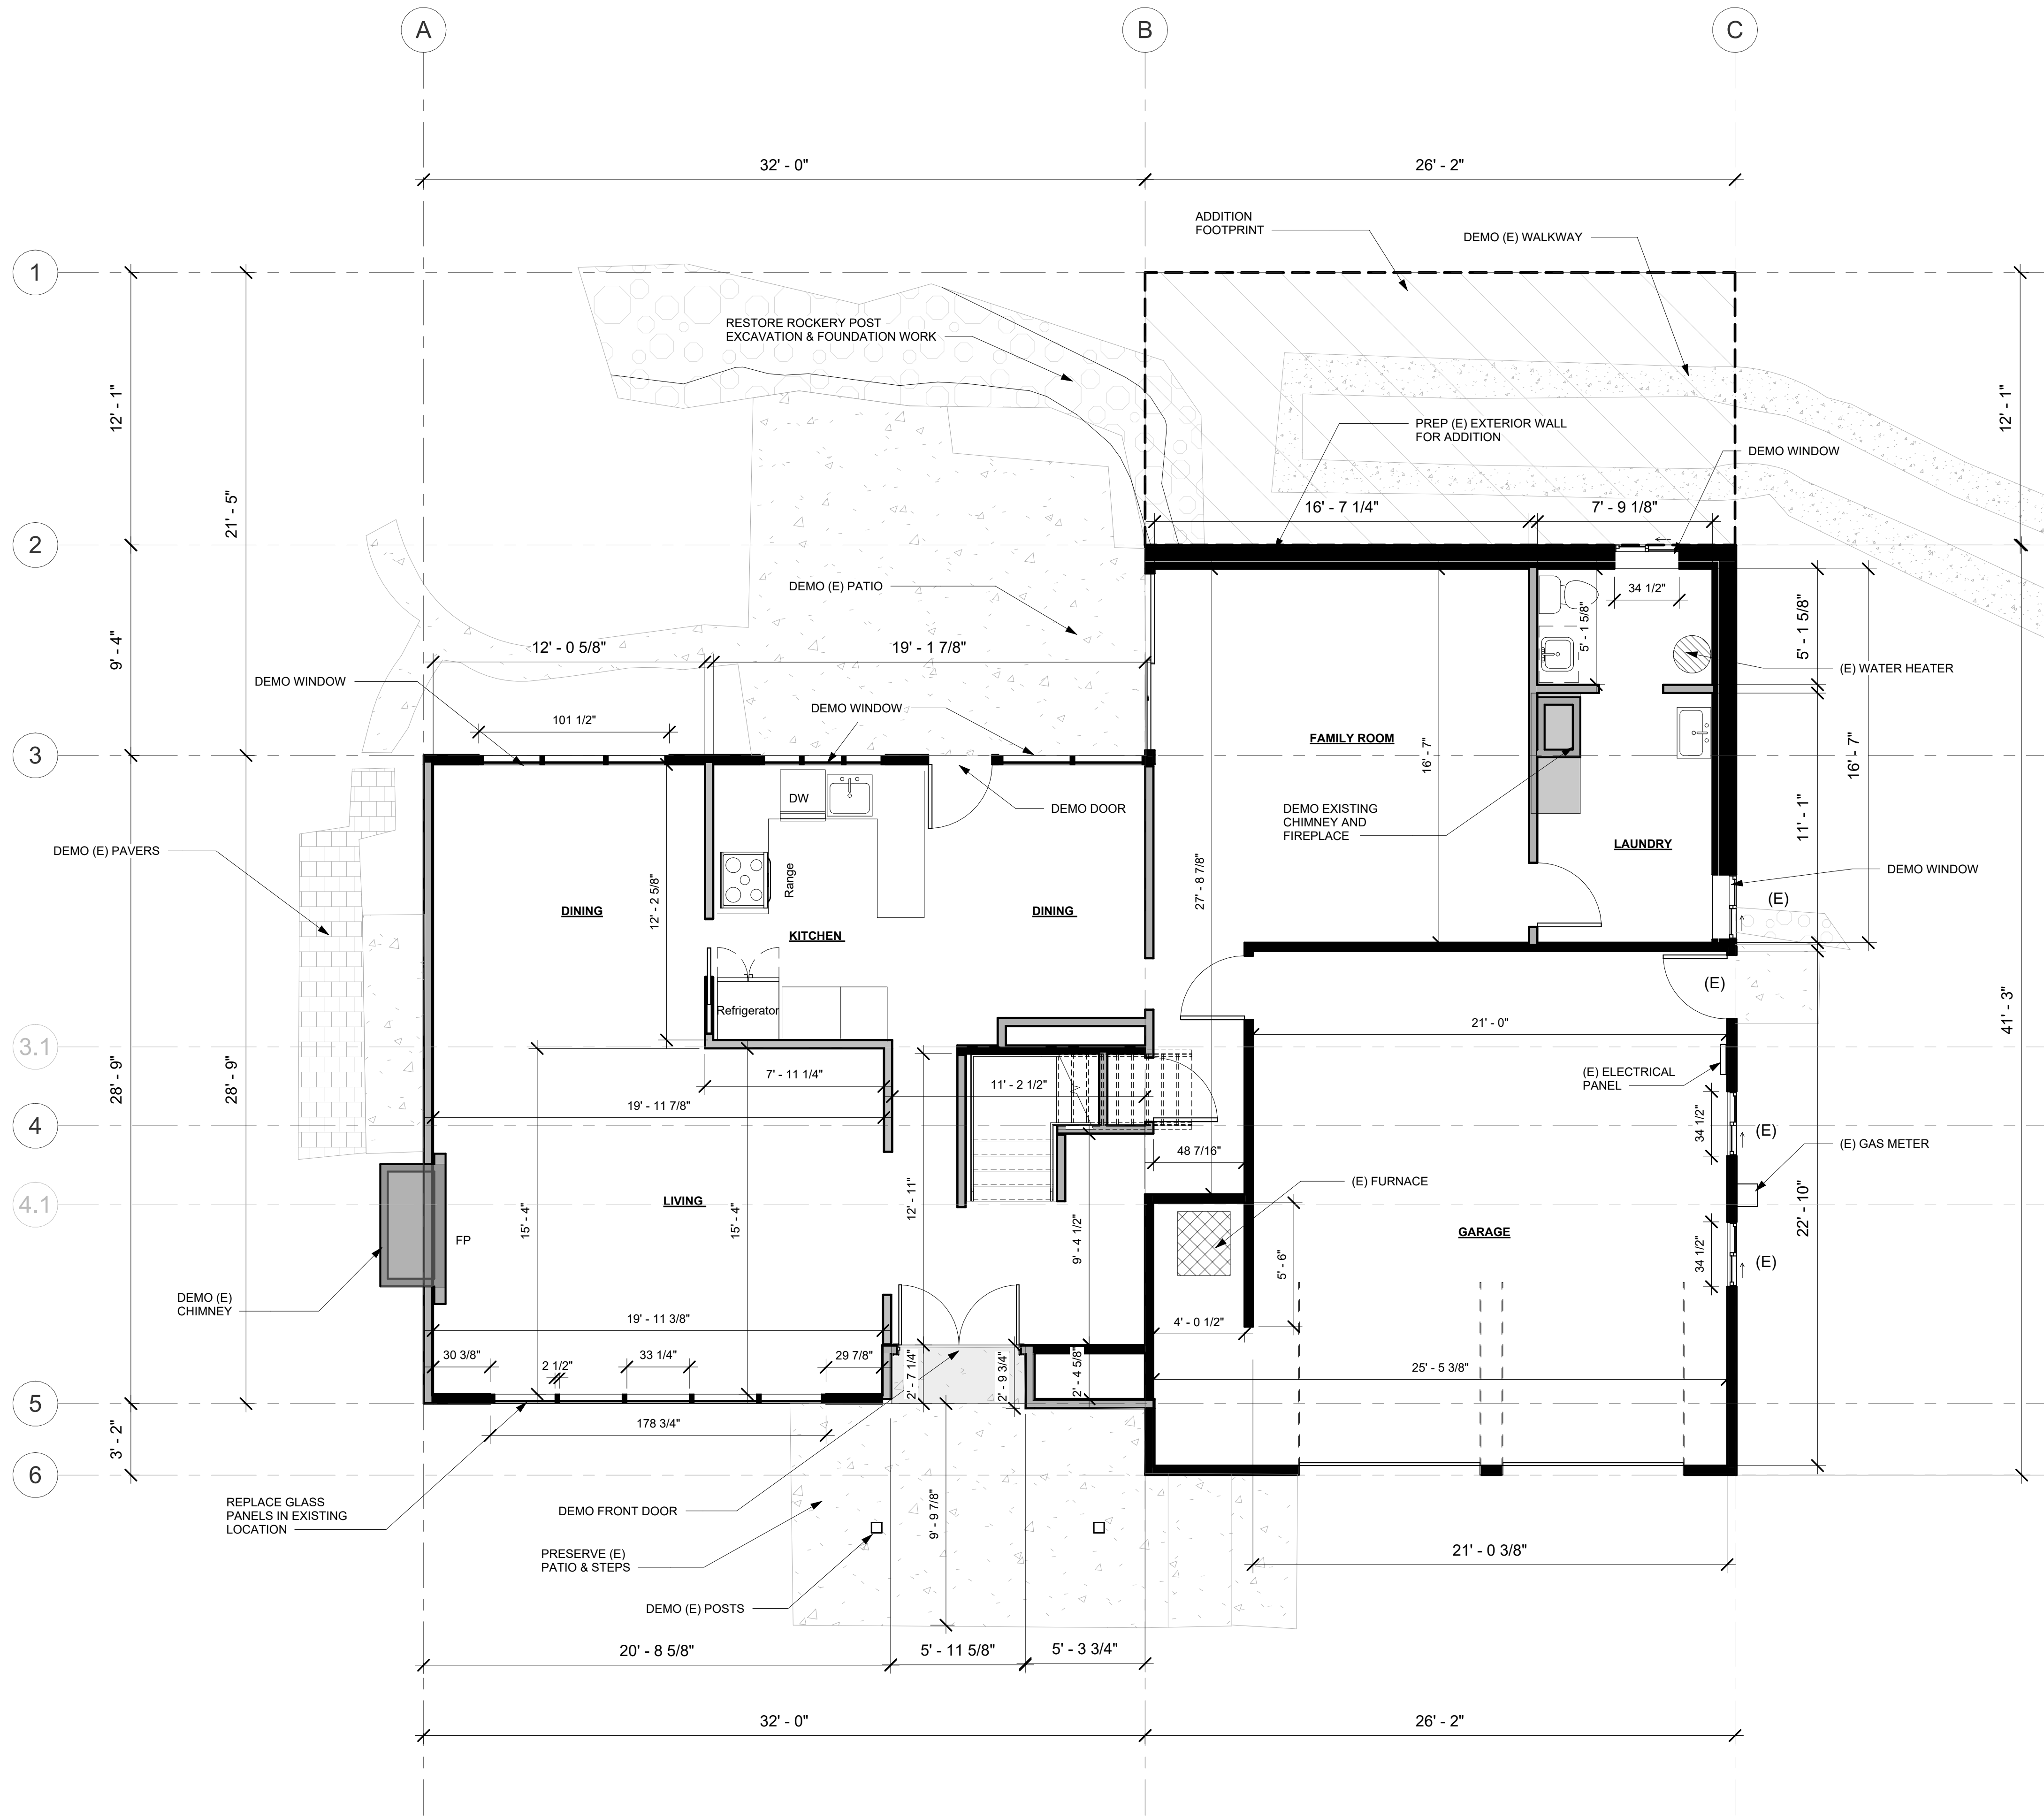 A
B
C
32' - 0"
26' - 2"
ADDITION
FOOTPRINT
DEMO (E) WALKWAY
1
RESTORE ROCKERY POST
EXCAVATION & FOUNDATION WORK
12' - 1"
21' - 5"
12' - 1"
PREP (E) EXTERIOR WALL
FOR ADDITION
DEMO WINDOW
16' - 7 1/4"
7' - 9 1/8"
2
DEMO (E) PATIO
34 1/2"
5' - 1 5/8"
5' - 1 5/8"
9' - 4"
12' - 0 5/8"
19' - 1 7/8"
(E) WATER HEATER
DEMO WINDOW
101 1/2"
DEMO WINDOW
3
FAMILY ROOM
16' - 7"
16' - 7"
DW
DEMO DOOR
DEMO EXISTING
CHIMNEY AND
FIREPLACE
11' - 1"
LAUNDRY
DEMO (E) PAVERS
Range
DEMO WINDOW
27' - 8 7/8"
(E)
12' - 2 5/8"
DINING
DINING
KITCHEN
(E)
Refrigerator
21' - 0"
41' - 3"
3.1
28' - 9"
28' - 9"
7' - 11 1/4"
11' - 2 1/2"
(E) ELECTRICAL
PANEL
19' - 11 7/8"
4
34 1/2"
(E)
48 7/16"
(E) GAS METER
(E) FURNACE
4.1
LIVING
15' - 4"
15' - 4"
12' - 11"
9' - 4 1/2"
22' - 10"
FP
GARAGE
34 1/2"
5' - 6"
(E)
DEMO (E)
CHIMNEY
19' - 11 3/8"
4' - 0 1/2"
30 3/8"
2 1/2"
33 1/4"
29 7/8"
2' - 7 1/4"
2' - 9 3/4"
2' - 4 5/8"
25' - 5 3/8"
5
178 3/4"
3' - 2"
6
REPLACE GLASS
PANELS IN EXISTING
LOCATION
DEMO FRONT DOOR
9' - 9 7/8"
PRESERVE (E)
PATIO & STEPS
21' - 0 3/8"
DEMO (E) POSTS
20' - 8 5/8"
5' - 11 5/8"
5' - 3 3/4"
32' - 0"
26' - 2"